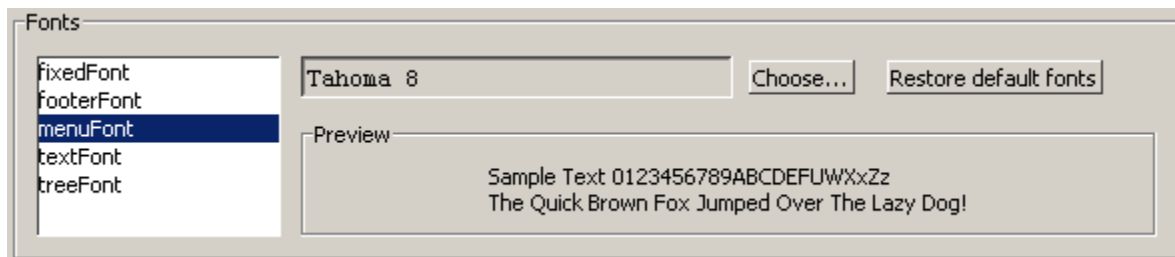 Fonts
fixedFont
footerFont
menuFont
textFont
treeFont
Tahoma 8
Choose...
Restore default fonts
Preview
Sample Text 0123456789ABCDEFUWXxZz
The Quick Brown Fox Jumped Over The Lazy Dog!